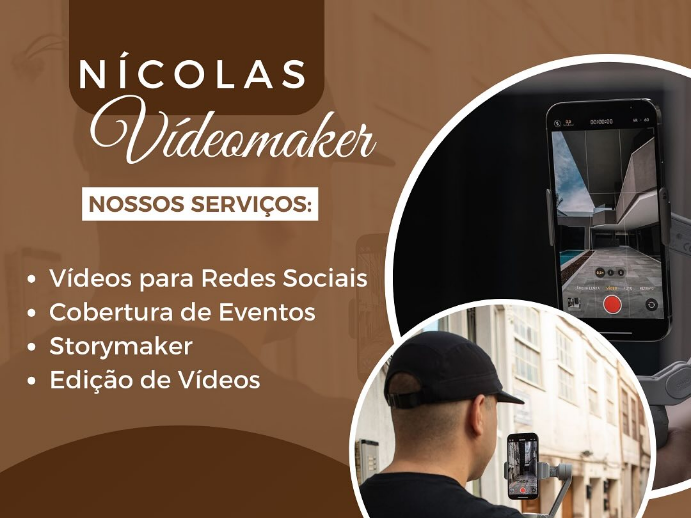 NÍCOLAS
Vídeomaker
NOSSOS SERVIÇOS:
• Vídeos para Redes Sociais
• Cobertura de Eventos
• Storymaker
• Edição de Vídeos